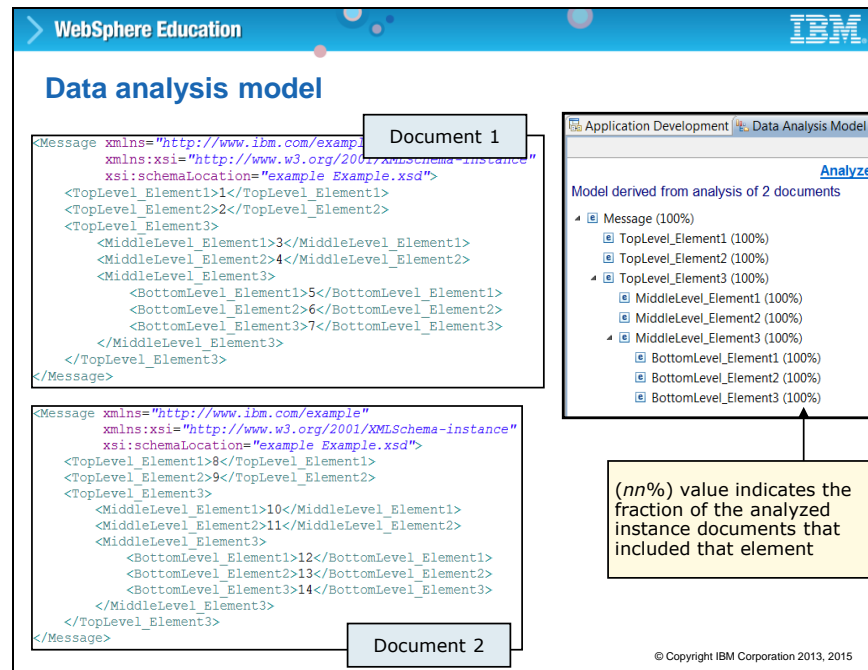 WebSphere Education
IBM
Data analysis model
Document 1
<Message xmlns="http://www.ibm.com/exampl
xmlns:xsi="http://www.w3.org/2001/XMLSchema-instance"
xsi:schemaLocation="example Example.xsd">
<TopLevel_Element1>1</TopLevel_Element1>
<TopLevel_Element2>2</TopLevel_Element2>
<TopLevel_Element3>
<MiddleLevel_Element1>3</MiddleLevel_Element1>
<MiddleLevel_Element2>4</MiddleLevel_Element2>
<MiddleLevel_Element3>
<BottomLevel_Element1>5</BottomLevel_Element1>
<BottomLevel_Element2>6</BottomLevel_Element2>
<BottomLevel_Element3>7</BottomLevel_Element3>
</MiddleLevel_Element3>
</TopLevel_Element3>
</Message>
<Message xmlns="http://www.ibm.com/example"
xmlns:xsi="http://www.w3.org/2001/XMLSchema-instance"
xsi:schemaLocation="example Example.xsd">
<TopLevel_Element1>8</TopLevel_Element1>
<TopLevel_Element2>9</TopLevel_Element2>
<TopLevel_Element3>
<MiddleLevel_Element1>10</MiddleLevel_Element1>
<MiddleLevel_Element2>11</MiddleLevel_Element2>
<MiddleLevel_Element3>
<BottomLevel_Element1>12</BottomLevel_Element1>
<BottomLevel_Element2>13</BottomLevel_Element2>
<BottomLevel_Element3>14</BottomLevel_Element3>
</MiddleLevel_Element3>
</TopLevel_Element3>
</Message>
Document 2
Application Development Data Analysis Model
Analyze
Model derived from analysis of 2 documents
e Message (100%)
e TopLevel_Element1 (100%)
e TopLevel_Element2 (100%)
e TopLevel_Element3 (100%)
e MiddleLevel_Element1 (100%)
e MiddleLevel_Element2 (100%)
e MiddleLevel_Element3 (100%)
e BottomLevel_Element1 (100%)
e BottomLevel_Element2 (100%)
e BottomLevel_Element3 (100%)
(nn%) value indicates the
fraction of the analyzed
instance documents that
included that element
© Copyright IBM Corporation 2013, 2015